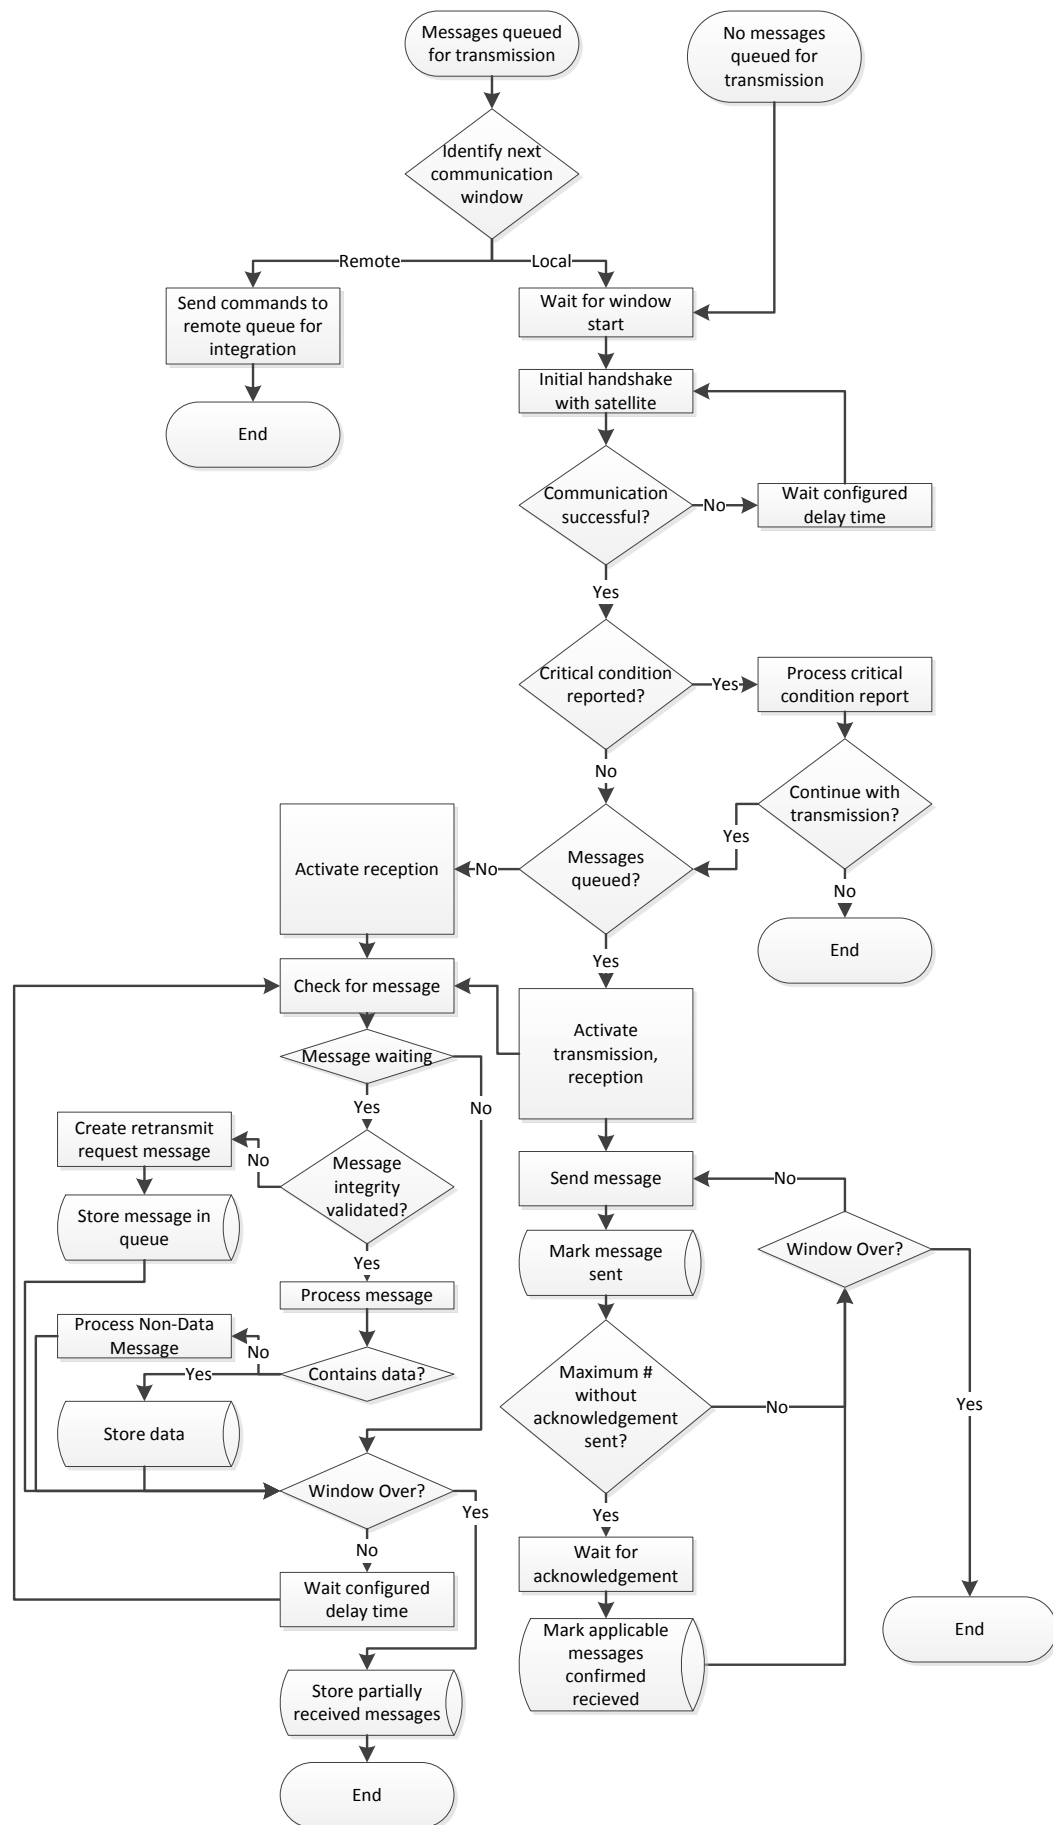 Messages queued
for transmission
No messages
queued for
transmission
Identify next
communication
window
Remote
Local
Send commands to
remote queue for
integration
Wait for window
start
End
Initial handshake
with satellite
Communication
successful?
No
Wait configured
delay time
Yes
Critical condition
reported?
Yes
Process critical
condition report
No
Continue with
transmission?
Yes
No
End
Messages
queued?
No
Activate reception
Yes
Check for message
Activate
transmission,
reception
Message waiting
No
Yes
Create retransmit
request message
No
Message
integrity
validated?
Store message in
queue
Yes
Process message
Process Non-Data
Message
No
Contains data?
Yes
Store data
Send message
No
Mark message
sent
Window Over?
Maximum #
without
acknowledgement
sent?
No
Yes
Window Over?
Yes
Yes
No
Wait for
acknowledgement
Wait configured
delay time
Mark applicable
messages
confirmed
recieved
End
Store partially
received messages
End